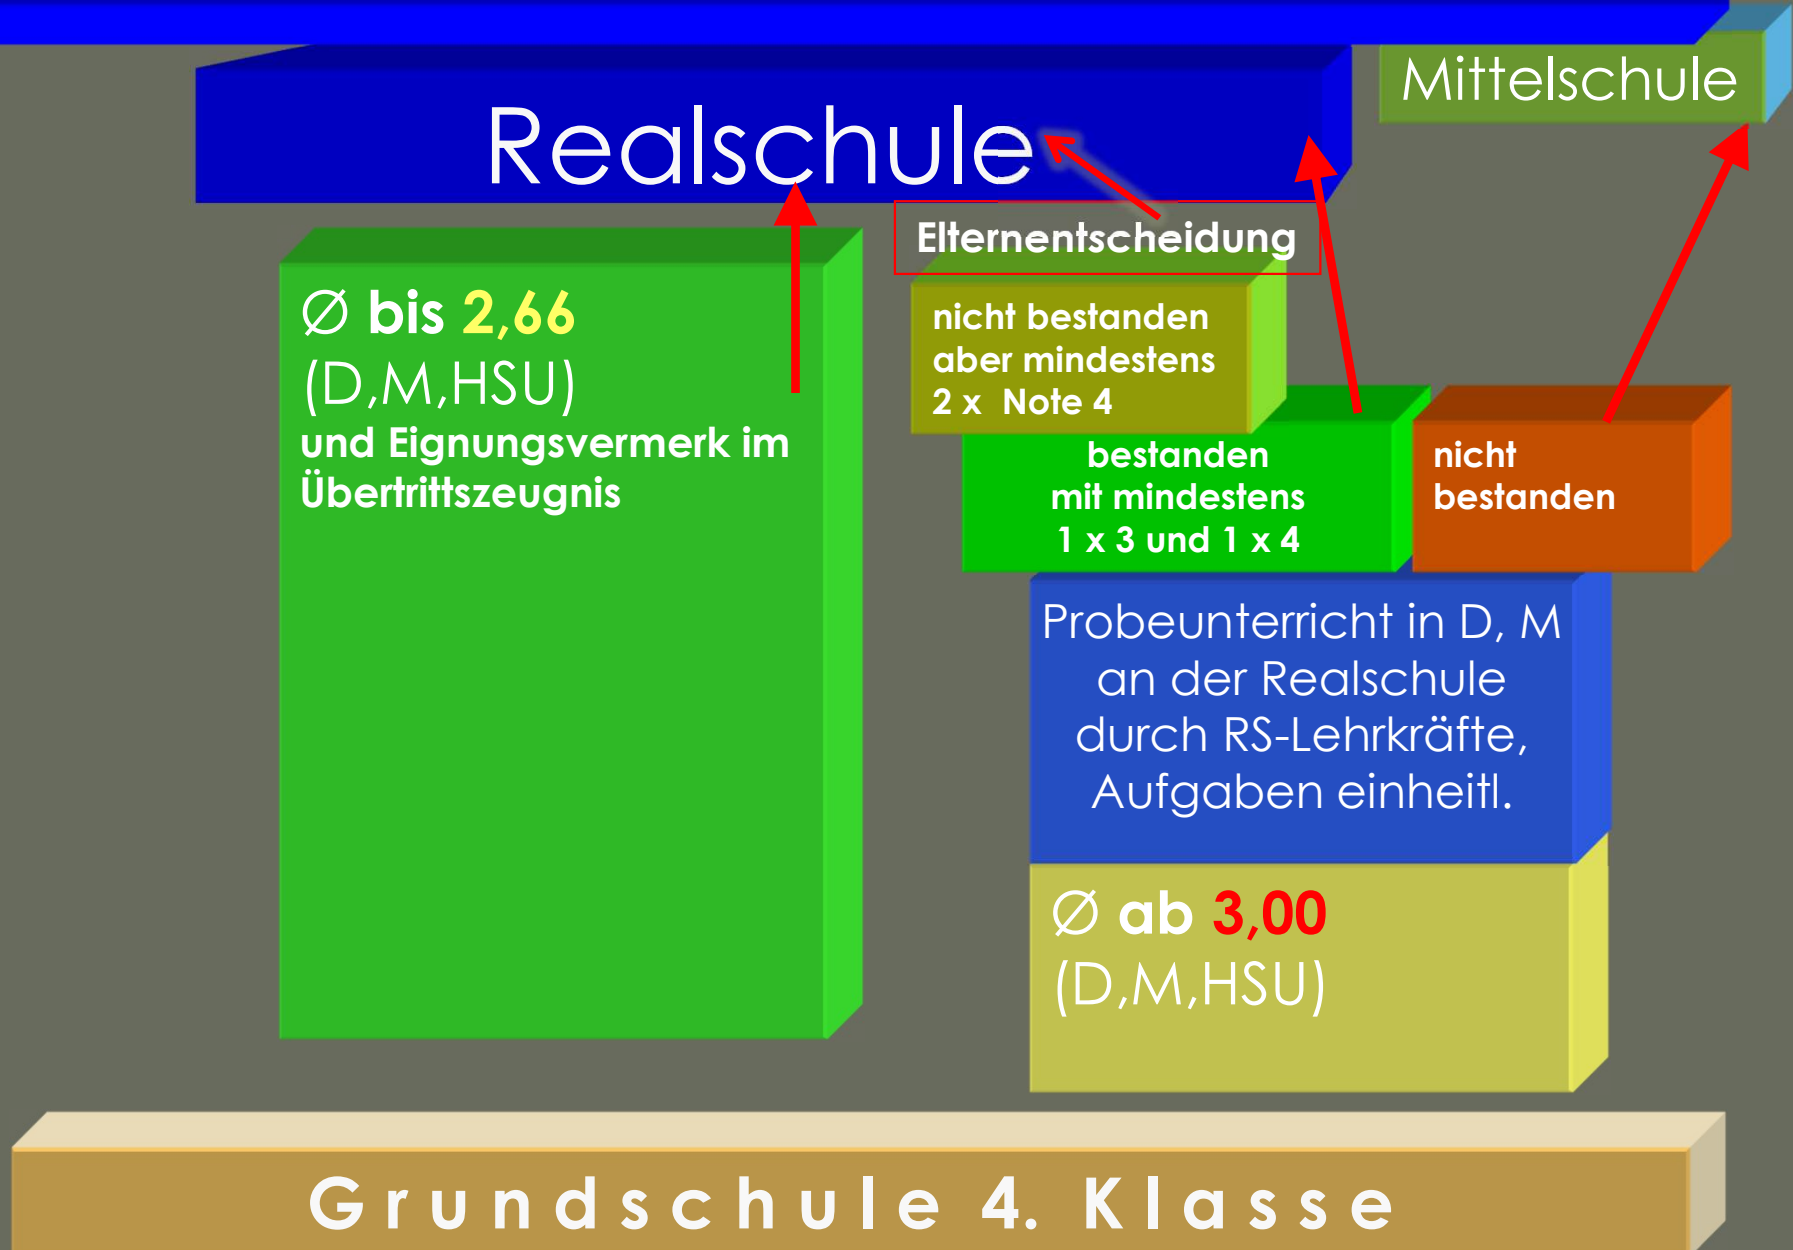 Mittelschule
Realschule
Elternentscheidung
∅ bis 2,66
(D,M,HSU)
und Eignungsvermerk im
Übertrittszeugnis
nicht bestanden
aber mindestens
2 x Note 4
bestanden
mit mindestens
1 x 3 und 1 x 4
nicht
bestanden
Probeunterricht in D, M
an der Realschule
durch RS-Lehrkräfte,
Aufgaben einheitl.
∅ ab 3,00
(D,M,HSU)
Grundschule 4. Klasse